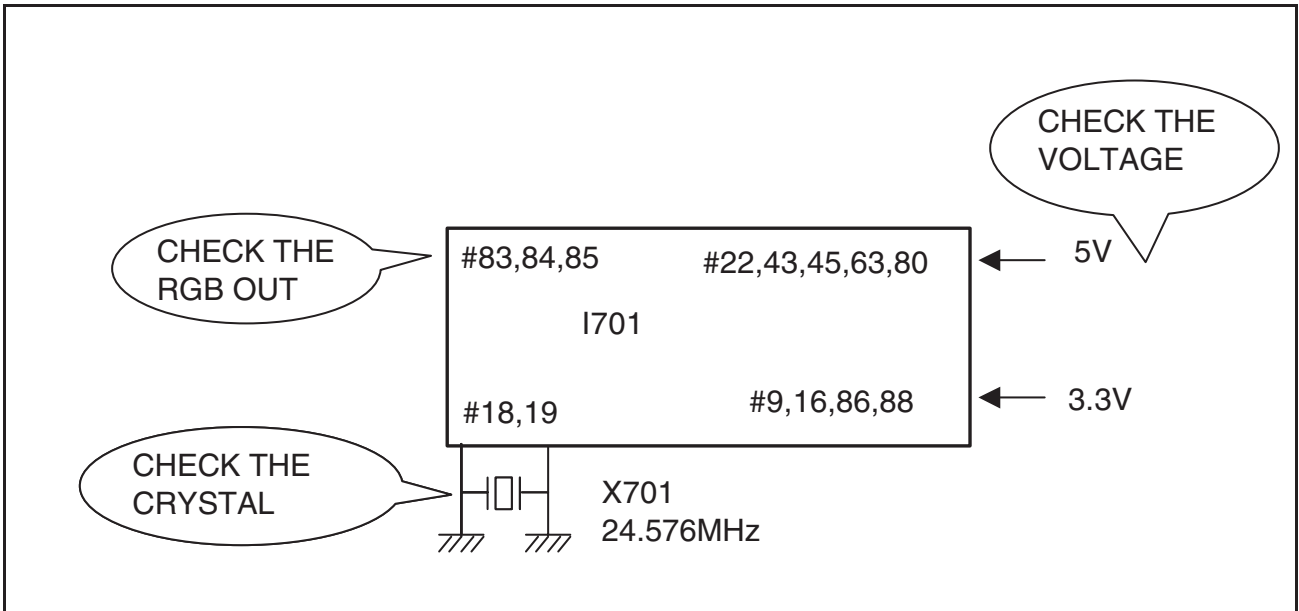 CHECK THE
VOLTAGE
CHECK THE
RGB OUT
#83,84,85
#22,43,45,63,80
5V
I701
#18,19
#9,16,86,88
3.3V
CHECK THE
CRYSTAL
X701
24.576MHz